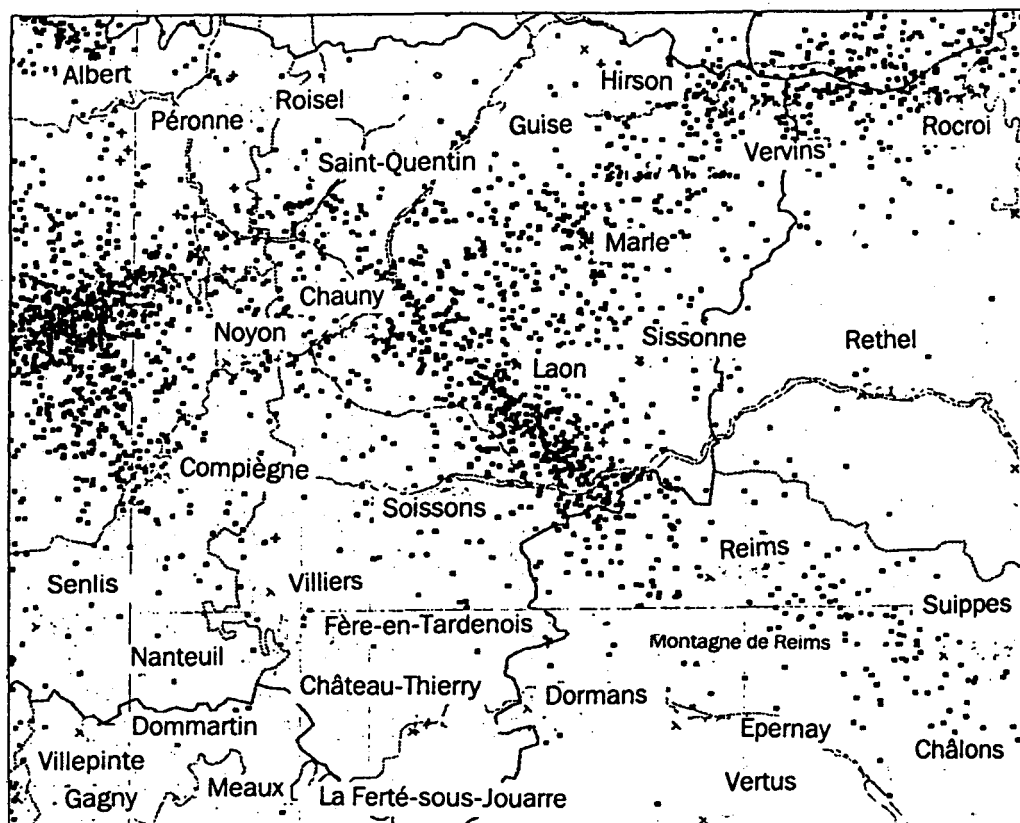 Albert
Hirson
Roisel
Péronne
Guise
Rocroi
Vervins
Saint-Quentin
Marle
Chauny
Noyon
Sissonne
Rethel
Laon
Compiègne
Soissons
Reims
Senlis
Villiers
Suippes
Fère-en-Tardenois
Montagne de Reims
Nanteuil
Château-Thierry
Dormans
Dommartin
Epernay
Châlons
Villepinte
Meaux
Vertus
Gagny
La Ferté-sous-Jouarre